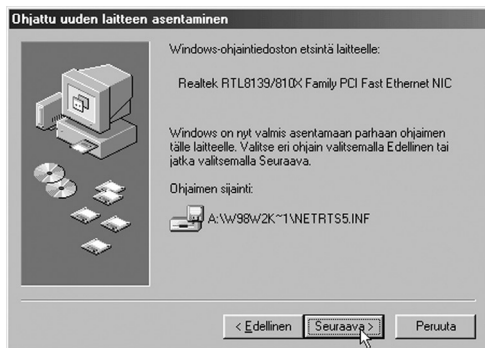 Ohjattu uuden laitteen asentaminen
Windows-ohjaintiedoston etsintä laitteelle:
Realtek RTL8139/810X Family PCI Fast Ethernet NIC
Windows on nyt valmis asentamaan parhaan ohjaimen
tälle laitteelle. Valitse eri ohjain valitsemalla Edellinen tai
jatka valitsemalla Seuraava.
Ohjaimen sijainti:
A:\W98W2K~1\NETRTS5.INF
< Edellinen Seuraava > Peruuta